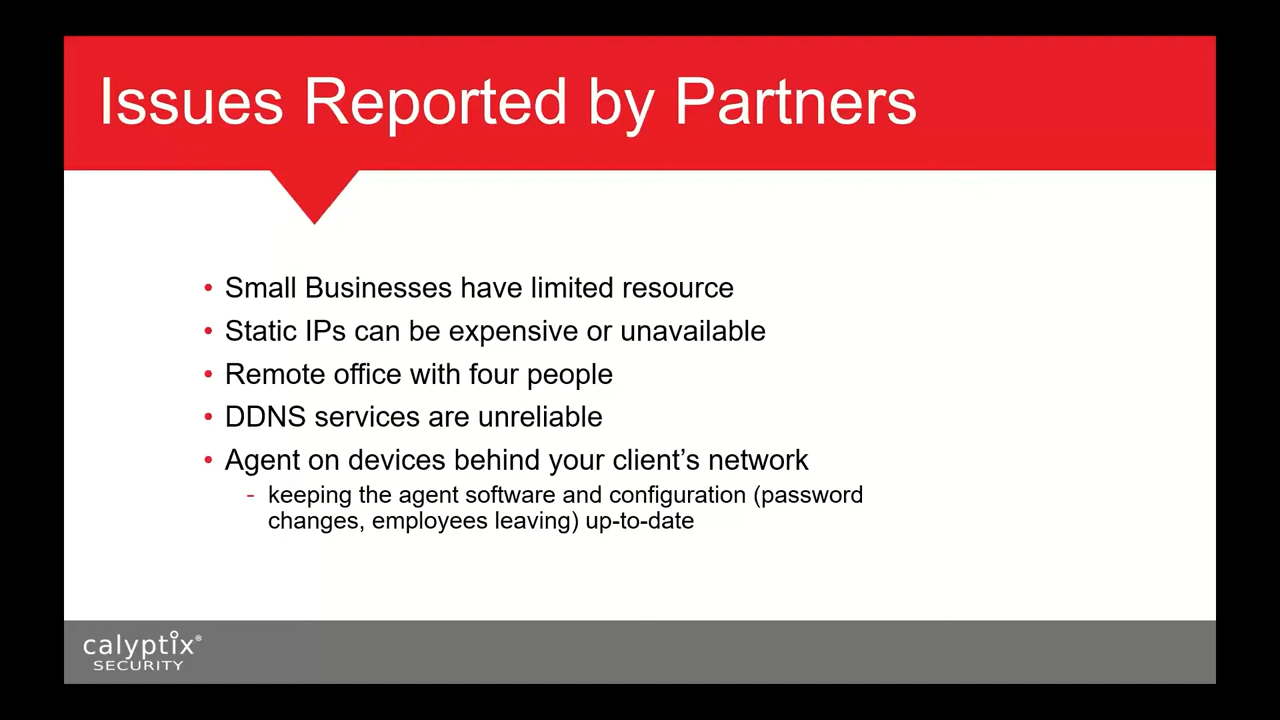 Issues Reported by Partners
• Small Businesses have limited resource
• Static IPs can be expensive or unavailable
• Remote office with four people
• DDNS services are unreliable
• Agent on devices behind your client’s network
- keeping the agent software and configuration (password
changes, employees leaving) up-to-date
calyptix®
SECURITY